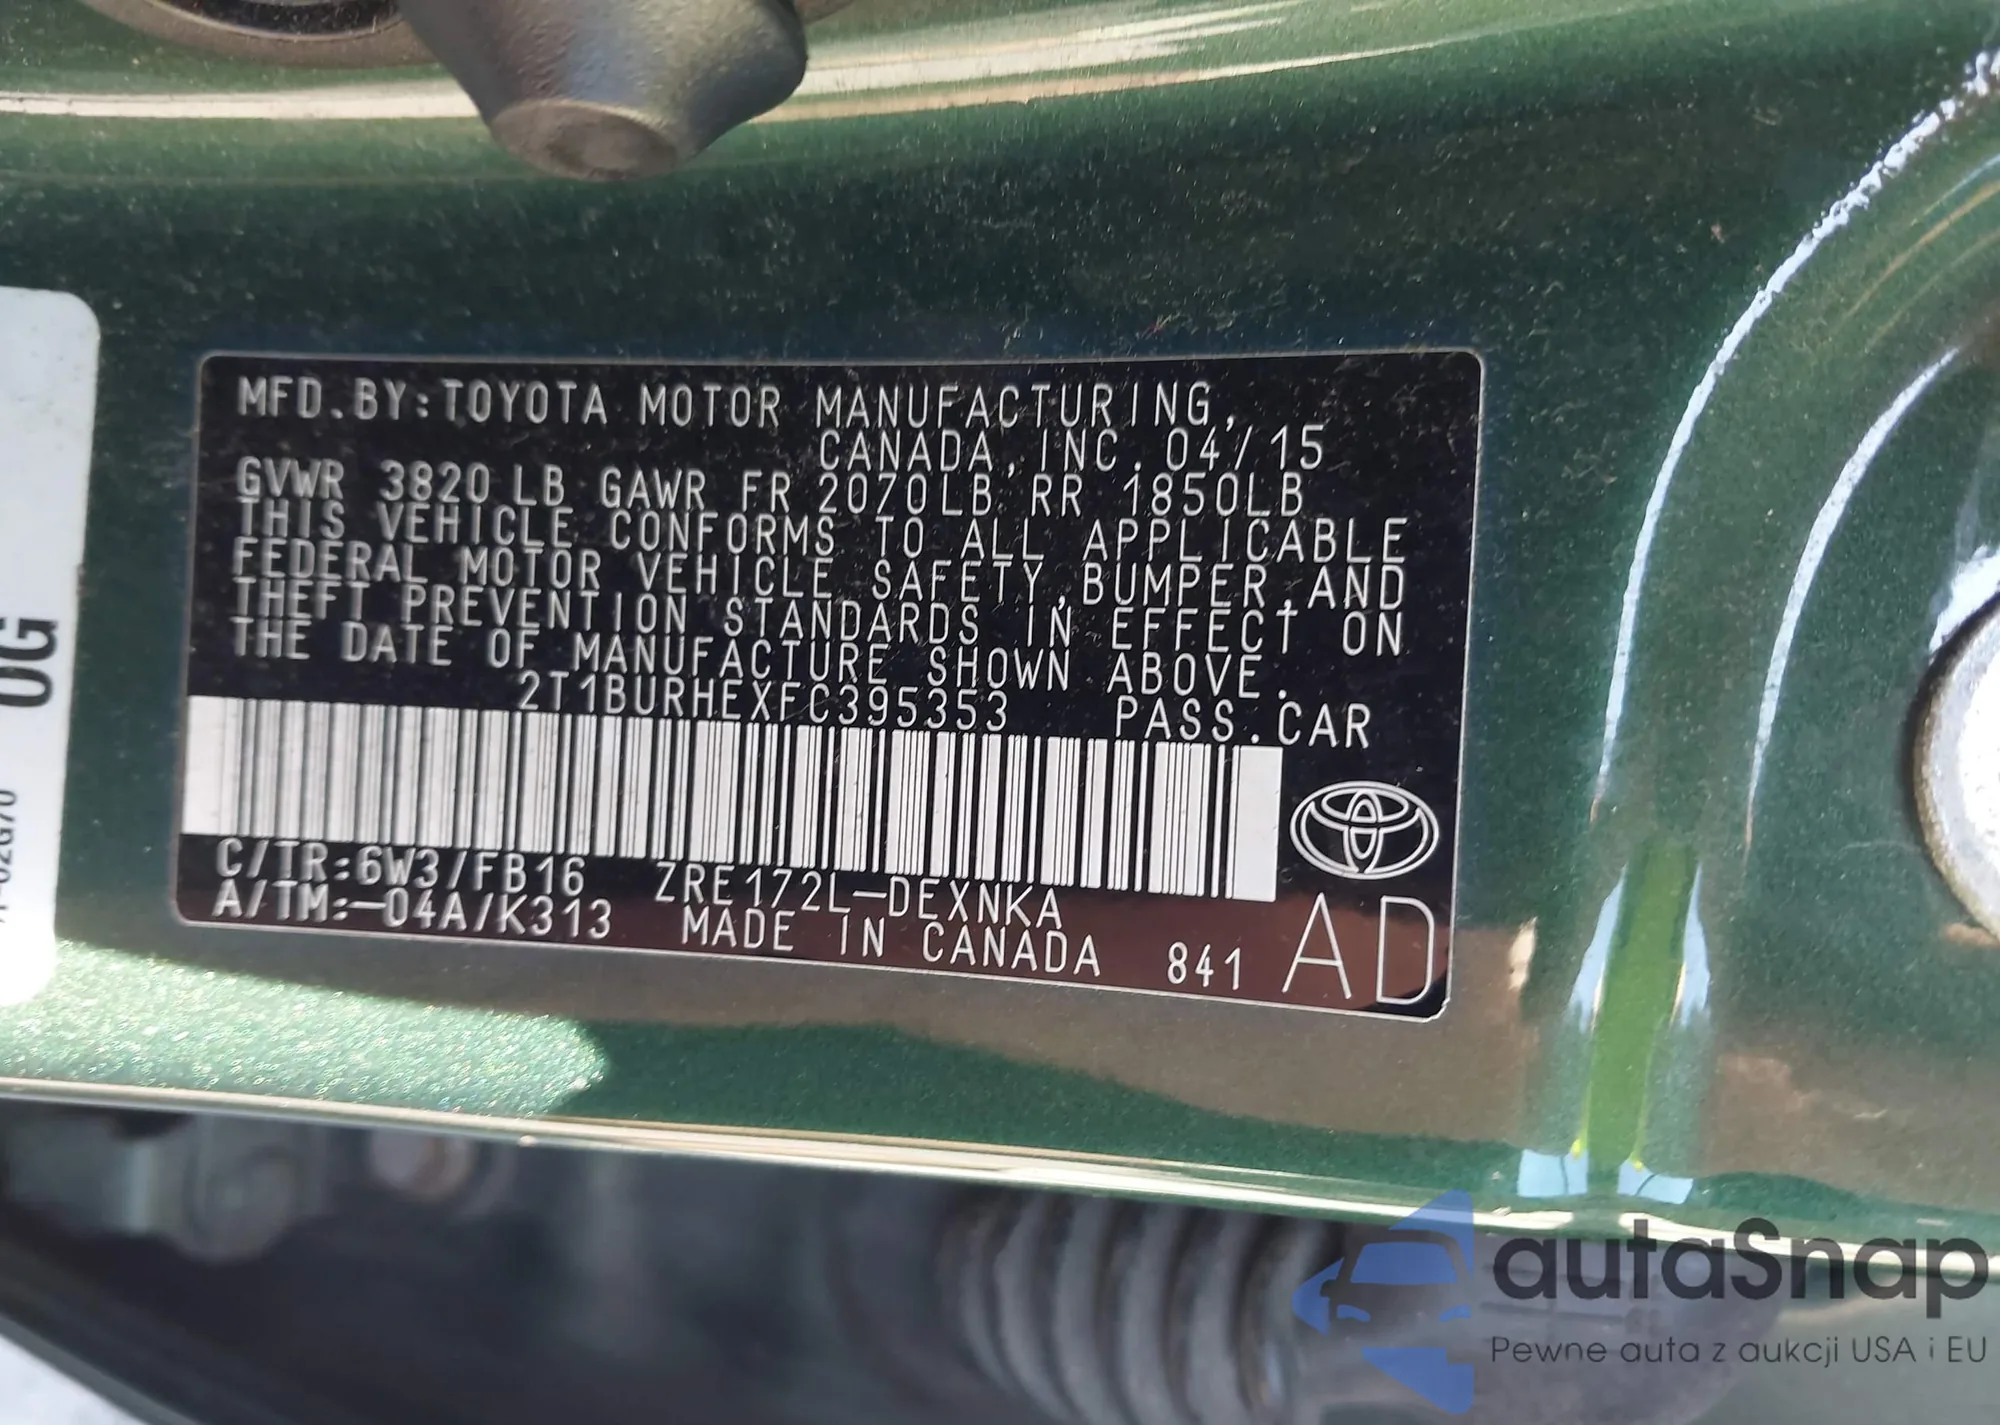 MFD.BY:TOYOTA MOTOR MANUFACTURING,
CANADA, INC. 04/15
GVWR 3820 LB GAWR FR 2070LB RR 1850LB
THIS VEHICLE CONFORMS TO ALL APPLICABLE
FEDERAL MOTOR VEHICLE SAFETY, BUMPER, AND
THEFT PREVENTION STANDARDS IN EFFECT ON
THE DATE OF MANUFACTURE SHOWN ABOVE.
2T1BURHEXFC395353 PASS.CAR
C/TR:6W3/FB16 ZRE172L-DEXNKA
A/TM:-04A/K313 MADE IN CANADA 841 AD
0G
autaSnap
Pewne auta z aukcji USA i EU